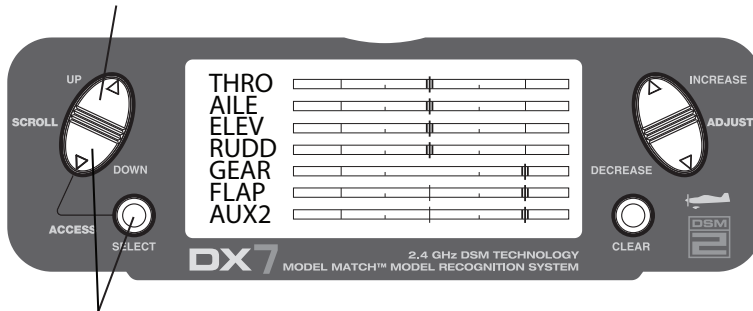 UP
SCROLL
DOWN
ACCESS
SELECT
THRO
AILE
ELEV
RUDD
GEAR
FLAP
AUX2
INCREASE
ADJUST
DECREASE
CLEAR
DSM
2
DX7
2.4 GHz DSM TECHNOLOGY
MODEL MATCH™ MODEL RECOGNITION SYSTEM